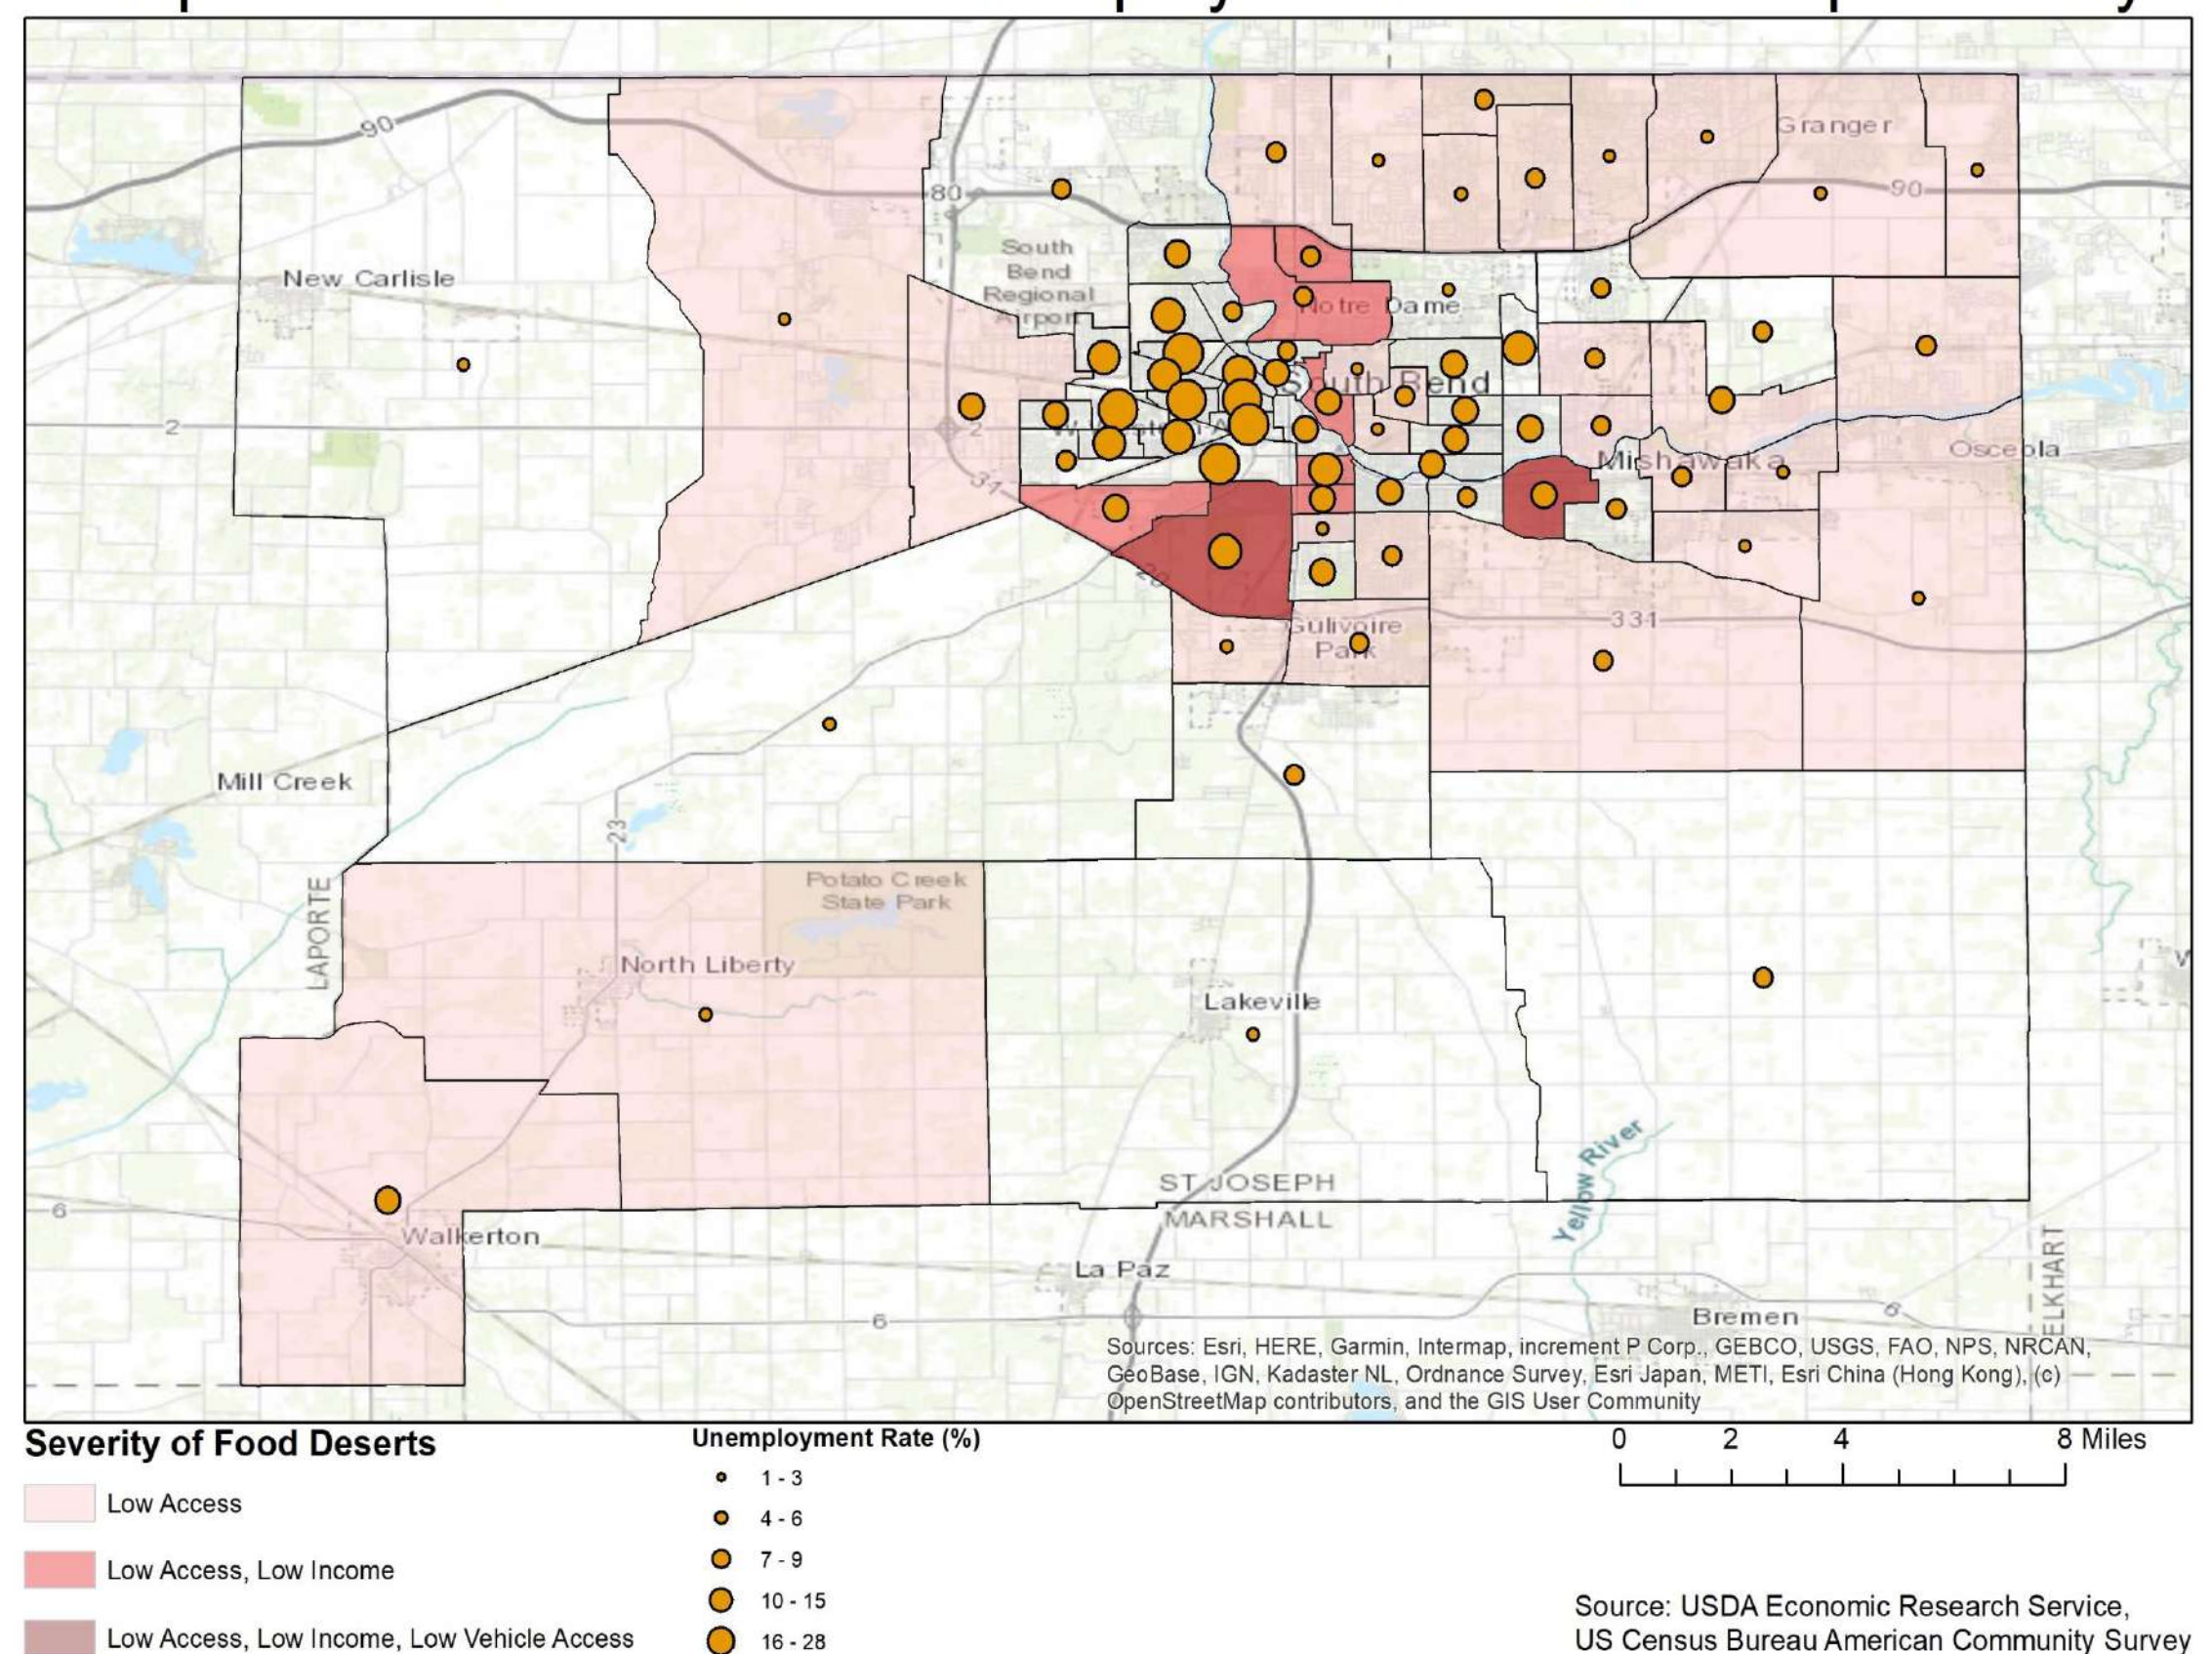 90
80
Granger
90
South
Bend
Regional
Airport
New Carlisle
Notre Dame
South Bend
2
2
Mishawaka
Osceola
31
20
331
Gulivoire
Park
Mill Creek
23
LAPORTE
Potato Creek
State Park
North Liberty
Lakeville
Yellow River
ST JOSEPH
MARSHALL
6
Walkerton
La Paz
ELKHART
6
6
Bremen
Sources: Esri, HERE, Garmin, Intermap, increment P Corp., GEBCO, USGS, FAO, NPS, NRCAN,
GeoBase, IGN, Kadaster NL, Ordnance Survey, Esri Japan, METI, Esri China (Hong Kong), (c)
OpenStreetMap contributors, and the GIS User Community
Severity of Food Deserts
Low Access
Low Access, Low Income
Low Access, Low Income, Low Vehicle Access
Unemployment Rate (%)
1 - 3
4 - 6
7 - 9
10 - 15
16 - 28
0 2 4 8 Miles
Source: USDA Economic Research Service,
US Census Bureau American Community Survey